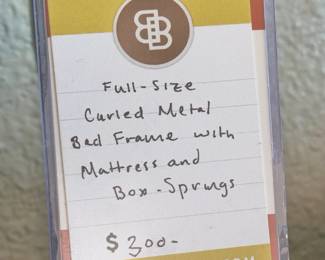 Full-Size
Curled Metal
Bed Frame with
Mattress and
Box-Springs
$300-